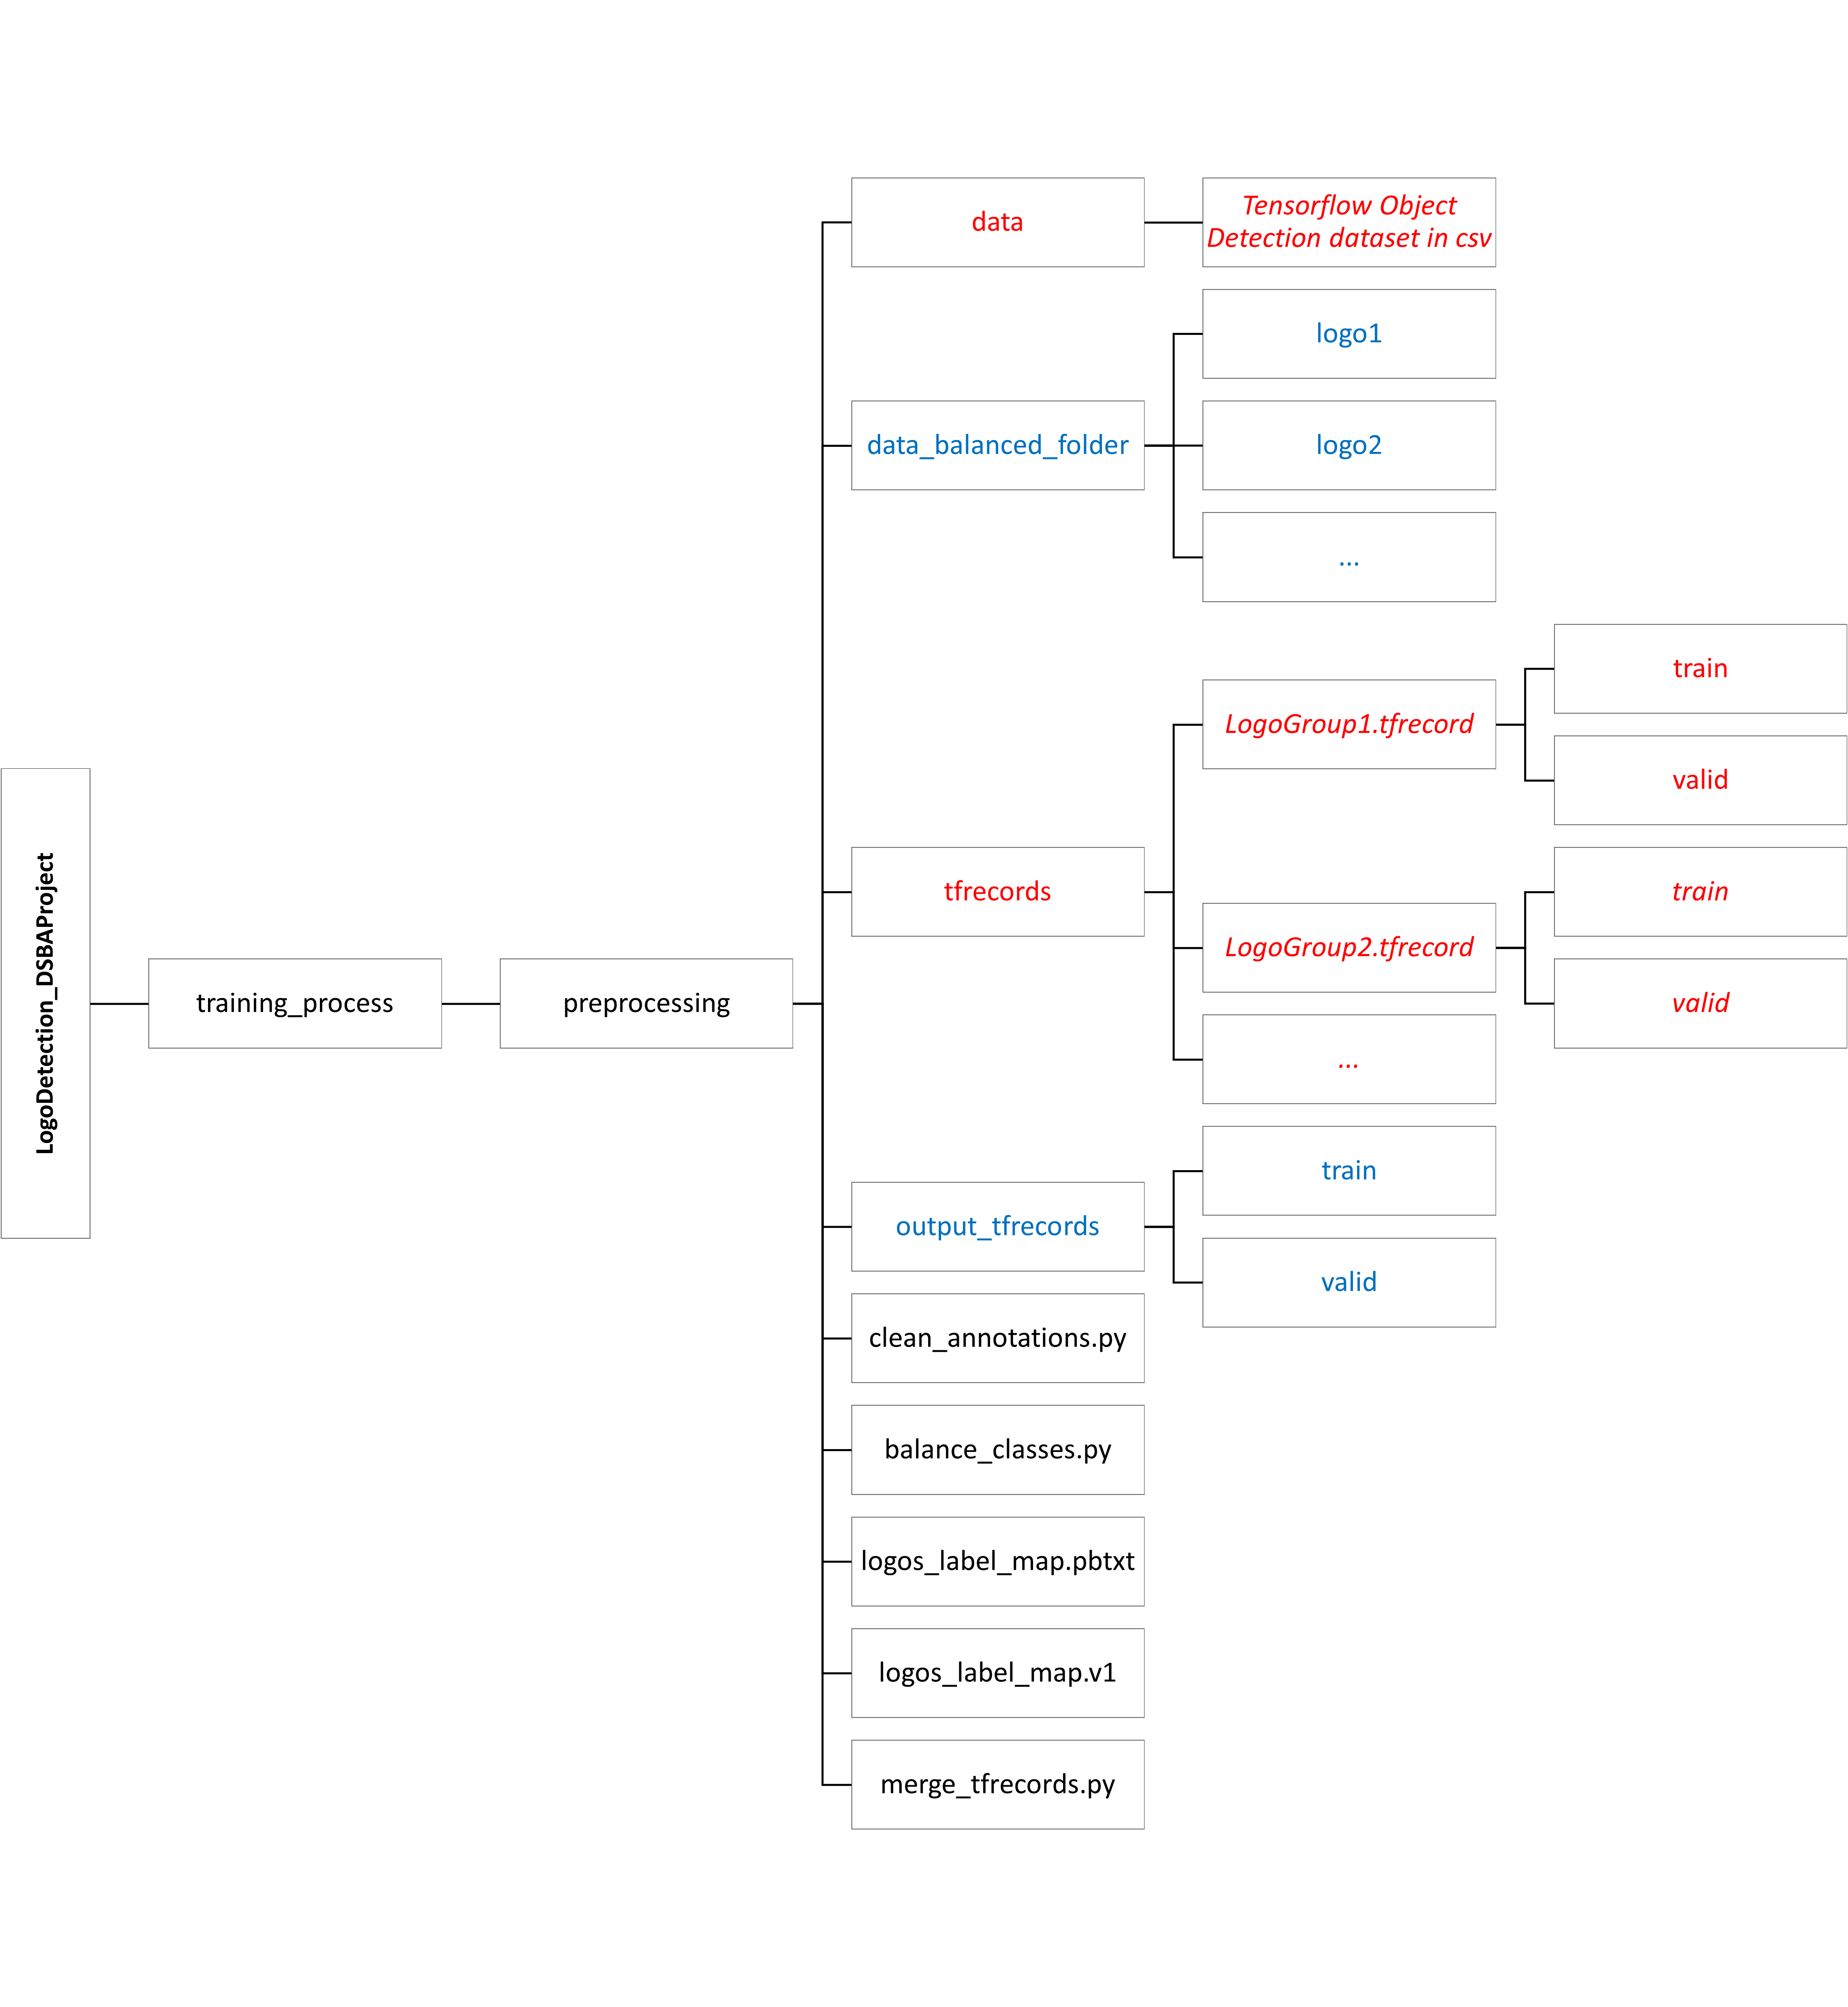 LogoDetection_DSBAProject
training_process
preprocessing
data
Tensorflow Object
Detection dataset in csv
data_balanced_folder
logo1
logo2
...
tfrecords
LogoGroup1.tfrecord
train
valid
LogoGroup2.tfrecord
train
valid
...
output_tfrecords
train
valid
clean_annotations.py
balance_classes.py
logos_label_map.pbtxt
logos_label_map.v1
merge_tfrecords.py